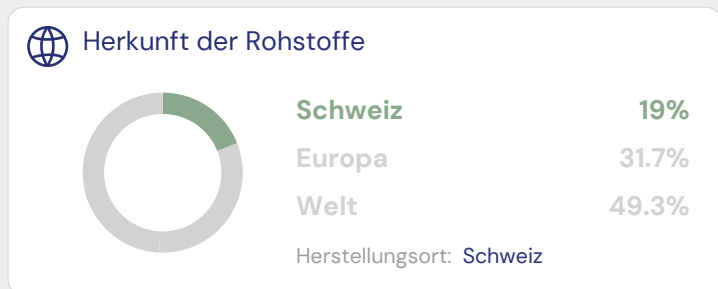 Herkunft der Rohstoffe
Schweiz 19%
Europa 31.7%
Welt 49.3%
Herstellungsort: Schweiz